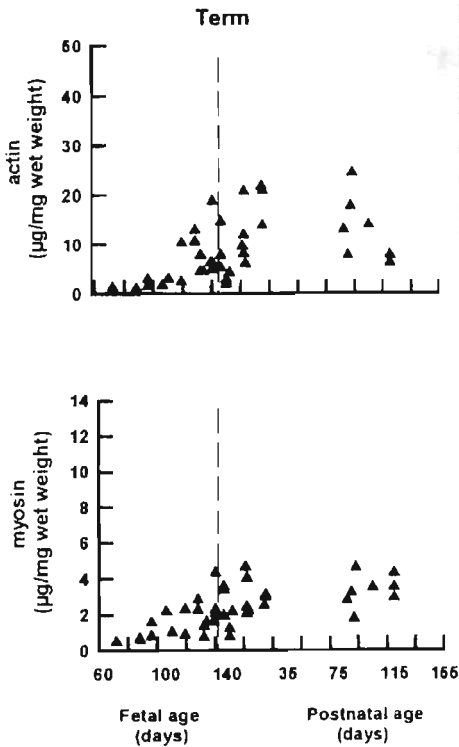 Term
60
50
40
30
20
10
0
actin
(µg/mg wet weight)
14
12
10
8
6
4
2
0
myosin
(µg/mg wet weight)
60 100 140 35 75 115 155
Fetal age Postnatal age
(days) (days)